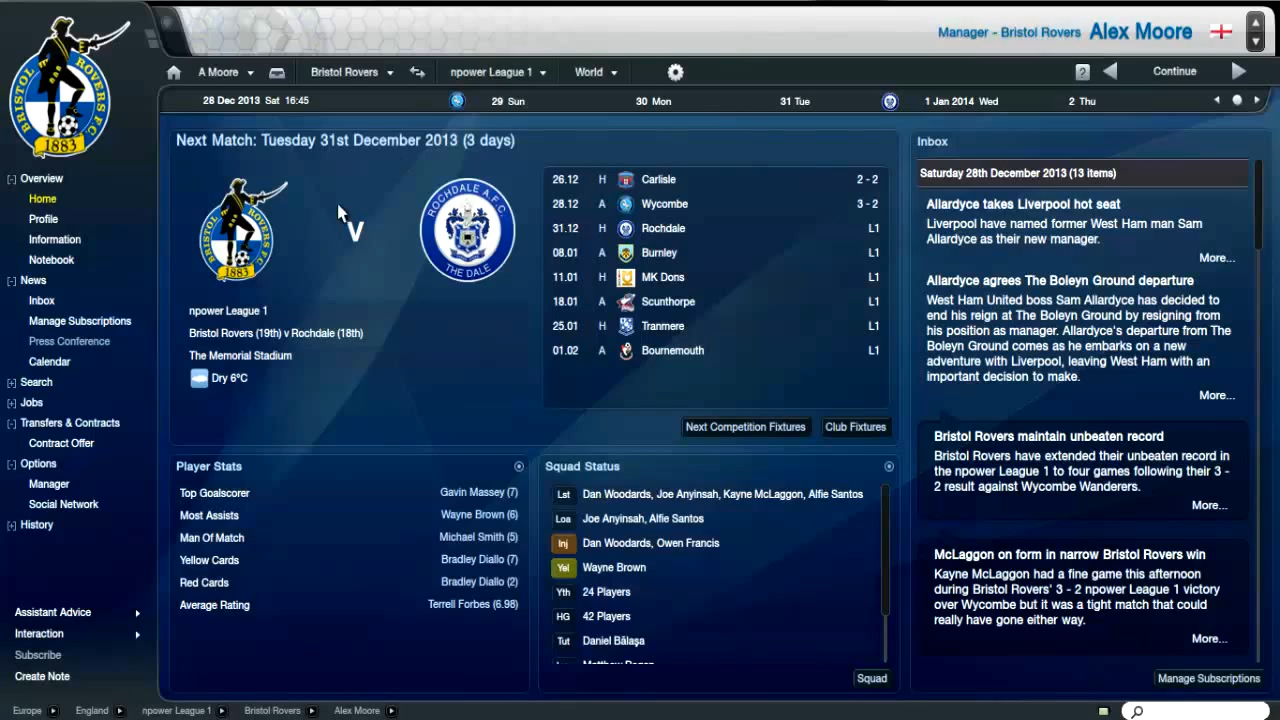 BRISTOL ROVERS F.C.
1883
Manager - Bristol Rovers Alex Moore
A Moore
Bristol Rovers
npower League 1
World
?
Continue
28 Dec 2013 Sat 16:45
29 Sun
30 Mon
31 Tue
1 Jan 2014 Wed
2 Thu
Overview
Home
Profile
Information
Notebook
News
Inbox
Manage Subscriptions
Press Conference
Calendar
Search
Jobs
Transfers & Contracts
Contract Offer
Options
Manager
Social Network
History
Assistant Advice
Interaction
Subscribe
Create Note
Next Match: Tuesday 31st December 2013 (3 days)
BRISTOL ROVERS F.C.
1883
V
ROCHDALE A.F.C.
THE DALE
npower League 1
Bristol Rovers (19th) v Rochdale (18th)
The Memorial Stadium
Dry 6°C
26.12 H Carlisle 2 - 2
28.12 A Wycombe 3 - 2
31.12 H Rochdale L1
08.01 A Burnley L1
11.01 H MK Dons L1
18.01 A Scunthorpe L1
25.01 H Tranmere L1
01.02 A Bournemouth L1
Next Competition Fixtures
Club Fixtures
Player Stats
Top Goalscorer Gavin Massey (7)
Most Assists Wayne Brown (6)
Man Of Match Michael Smith (5)
Yellow Cards Bradley Diallo (7)
Red Cards Bradley Diallo (2)
Average Rating Terrell Forbes (6.98)
Squad Status
Lst Dan Woodards, Joe Anyinsah, Kayne McLaggon, Alfie Santos
Loa Joe Anyinsah, Alfie Santos
Inj Dan Woodards, Owen Francis
Yel Wayne Brown
Yth 24 Players
HG 42 Players
Tut Daniel Bălaşa
Squad
Inbox
Saturday 28th December 2013 (13 items)
Allardyce takes Liverpool hot seat
Liverpool have named former West Ham man Sam
Allardyce as their new manager.
More...
Allardyce agrees The Boleyn Ground departure
West Ham United boss Sam Allardyce has decided to
end his reign at The Boleyn Ground by resigning from
his position as manager. Allardyce's departure from The
Boleyn Ground comes as he embarks on a new
adventure with Liverpool, leaving West Ham with an
important decision to make.
More...
Bristol Rovers maintain unbeaten record
Bristol Rovers have extended their unbeaten record in
the npower League 1 to four games following their 3 -
2 result against Wycombe Wanderers.
More...
McLaggon on form in narrow Bristol Rovers win
Kayne McLaggon had a fine game this afternoon
during Bristol Rovers' 3 - 2 npower League 1 victory
over Wycombe but it was a tight match that could
really have gone either way.
More...
Manage Subscriptions
Europe
England
npower League 1
Bristol Rovers
Alex Moore